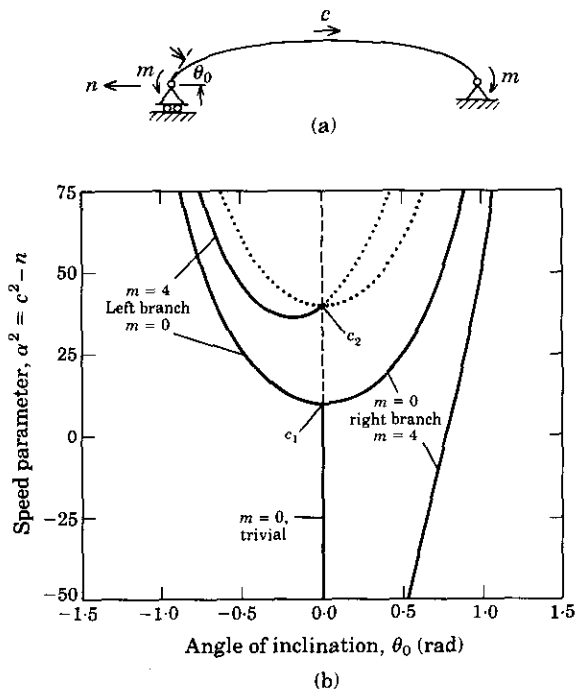 c
m
θ₀
n
m
(a)
Speed parameter, α² = c² − n
75
50
25
0
−25
−50
m = 4
Left branch
m = 0
c₂
c₁
m = 0
right branch
m = 4
m = 0,
trivial
−1·5
−1·0
−0·5
0·0
0·5
1·0
1·5
Angle of inclination, θ₀ (rad)
(b)